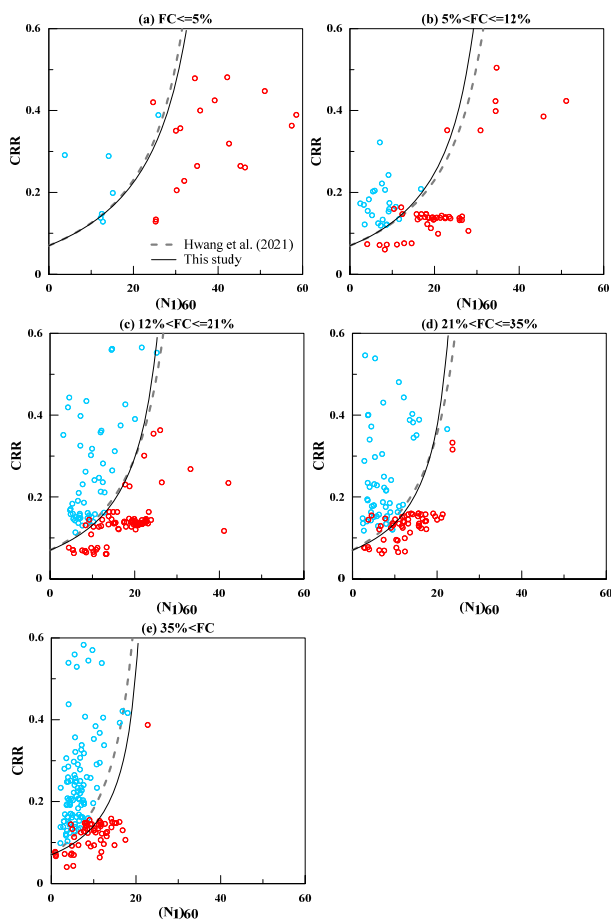 (a) FC<=5%
0.6
0.4
CRR
0.2
0
0
20
40
60
(N1)60
Hwang et al. (2021)
This study
(b) 5%<FC<=12%
0.6
0.4
CRR
0.2
0
0
20
40
60
(N1)60
(c) 12%<FC<=21%
0.6
0.4
CRR
0.2
0
0
20
40
60
(N1)60
(d) 21%<FC<=35%
0.6
0.4
CRR
0.2
0
0
20
40
60
(N1)60
(e) 35%<FC
0.6
0.4
CRR
0.2
0
0
20
40
60
(N1)60